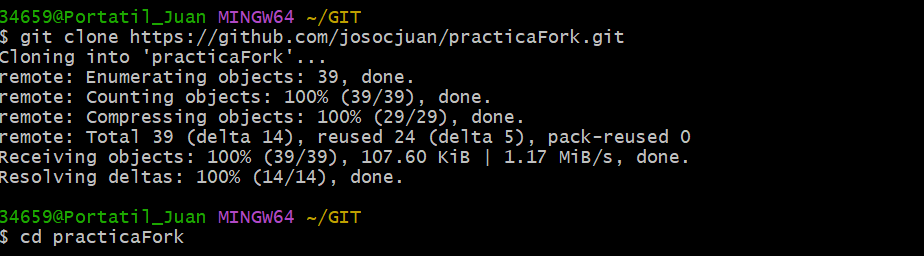 34659@Portatil_Juan MINGW64 ~/GIT
$ git clone https://github.com/josocjuan/practicaFork.git
Cloning into 'practicaFork'...
remote: Enumerating objects: 39, done.
remote: Counting objects: 100% (39/39), done.
remote: Compressing objects: 100% (29/29), done.
remote: Total 39 (delta 14), reused 24 (delta 5), pack-reused 0
Receiving objects: 100% (39/39), 107.60 KiB | 1.17 MiB/s, done.
Resolving deltas: 100% (14/14), done.
34659@Portatil_Juan MINGW64 ~/GIT
$ cd practicaFork